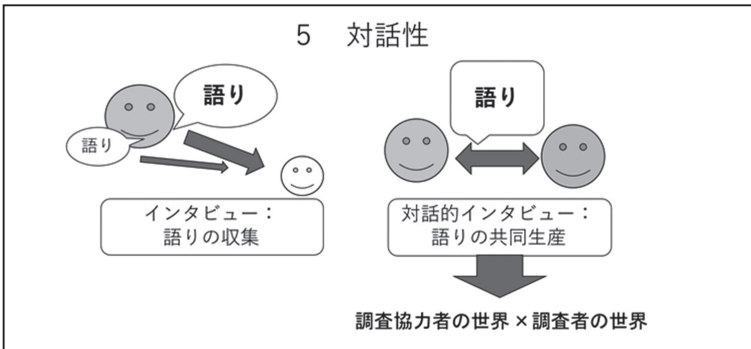 5 対話性
語り
語り
インタビュー：
語りの収集
語り
対話的インタビュー：
語りの共同生産
調査協力者の世界×調査者の世界